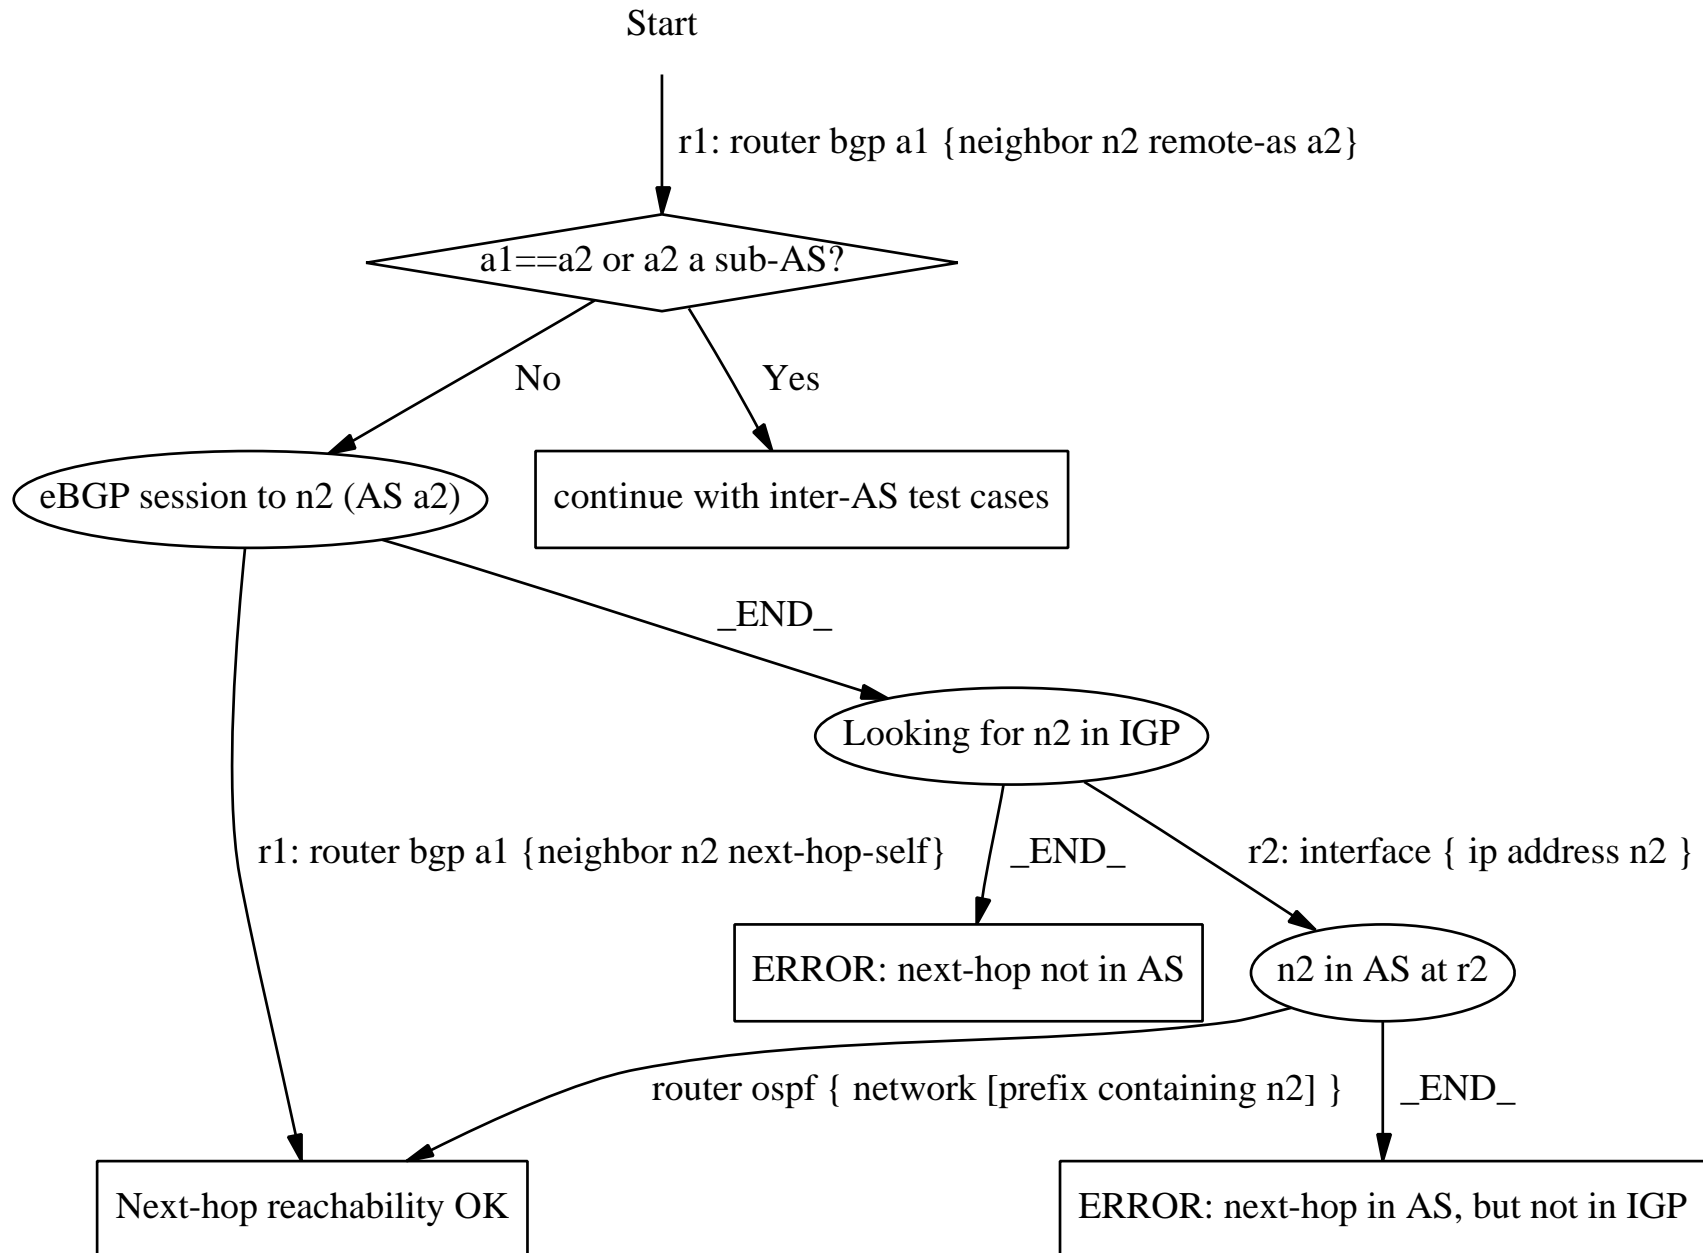 Start
r1: router bgp a1 {neighbor n2 remote-as a2}
a1==a2 or a2 a sub-AS?
No
Yes
eBGP session to n2 (AS a2)
continue with inter-AS test cases
_END_
Looking for n2 in IGP
r1: router bgp a1 {neighbor n2 next-hop-self}
_END_
r2: interface { ip address n2 }
ERROR: next-hop not in AS
n2 in AS at r2
router ospf { network [prefix containing n2] }
_END_
Next-hop reachability OK
ERROR: next-hop in AS, but not in IGP